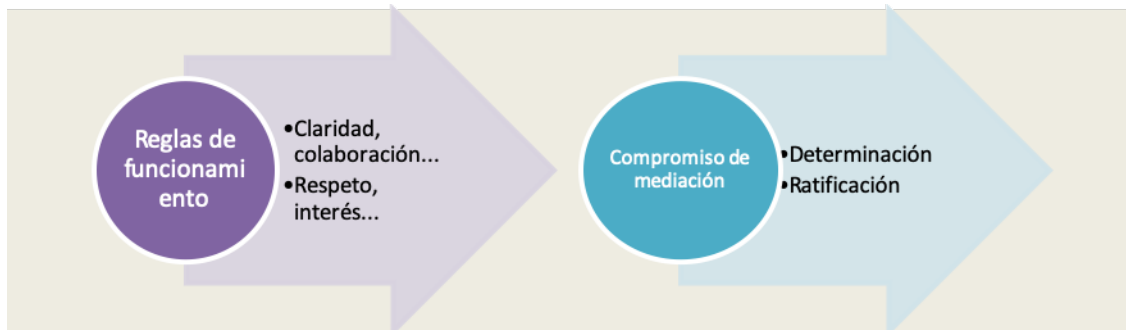 Reglas de
funcionami
ento
•Claridad,
colaboración...
•Respeto,
interés...
Compromiso de
mediación
•Determinación
•Ratificación